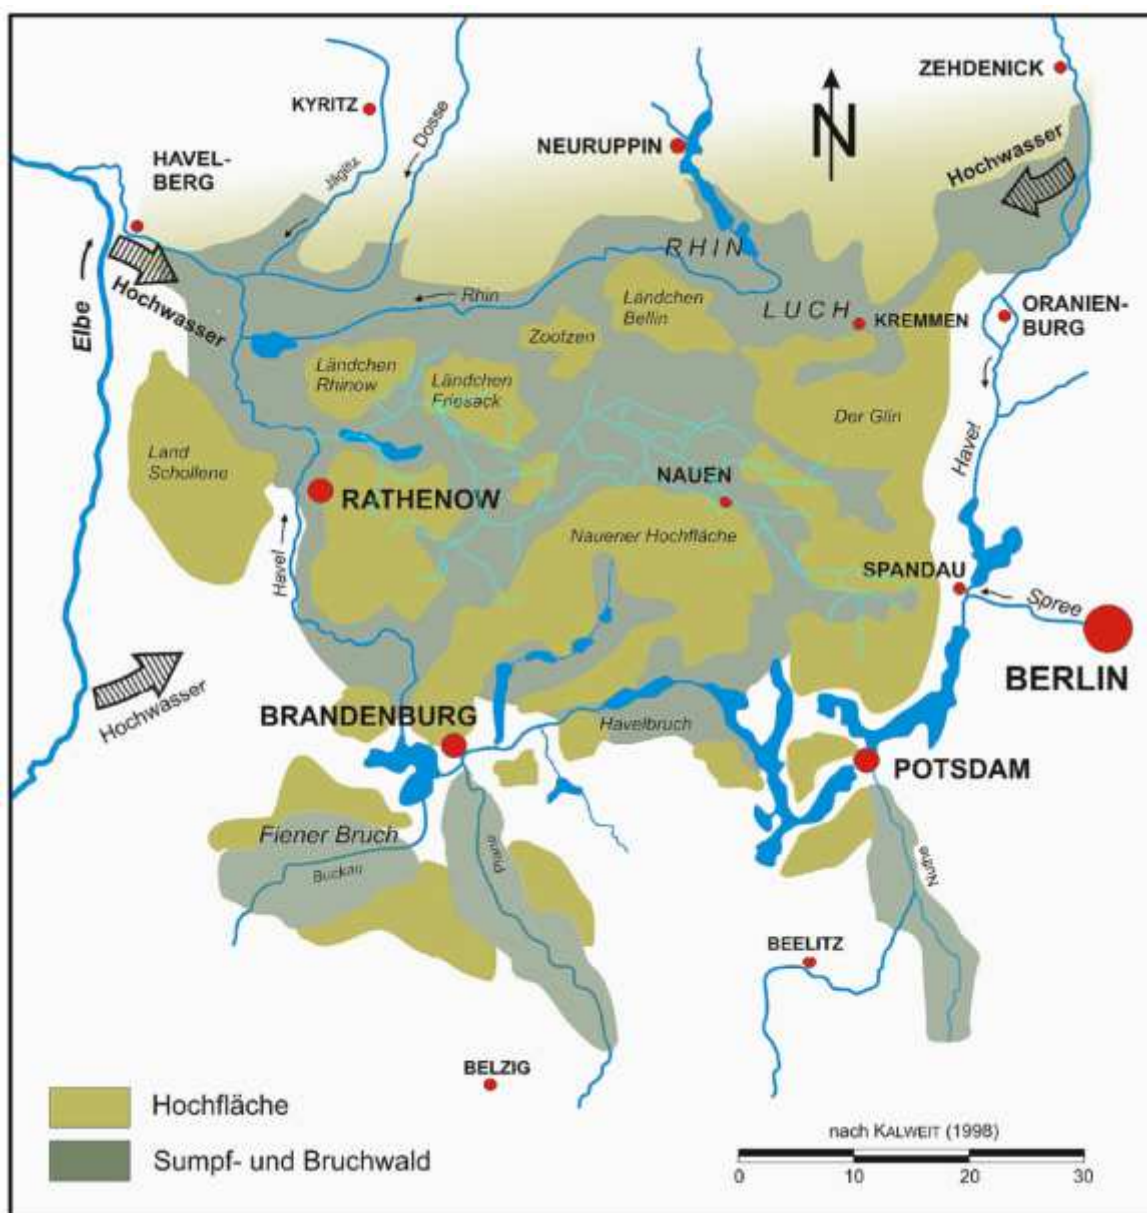 ZEHDENICK
KYRITZ
Dosse
NEURUPPIN
N
Hochwasser
HAVEL-
BERG
Jäglitz
RHIN
Elbe
Hochwasser
Rhin
Ländchen
Bellin
LUCH
KREMMEN
ORANIEN-
BURG
Zootzen
Ländchen
Rhinow
Ländchen
Friesack
Der Glin
Havel
Land
Schollene
NAUEN
RATHENOW
Nauener Hochfläche
Havel
SPANDAU
Spree
BERLIN
Hochwasser
BRANDENBURG
Havelbruch
POTSDAM
Fiener Bruch
Buckau
Plane
Nuthe
BEELITZ
BELZIG
Hochfläche
Sumpf- und Bruchwald
nach KALWEIT (1998)
0 10 20 30